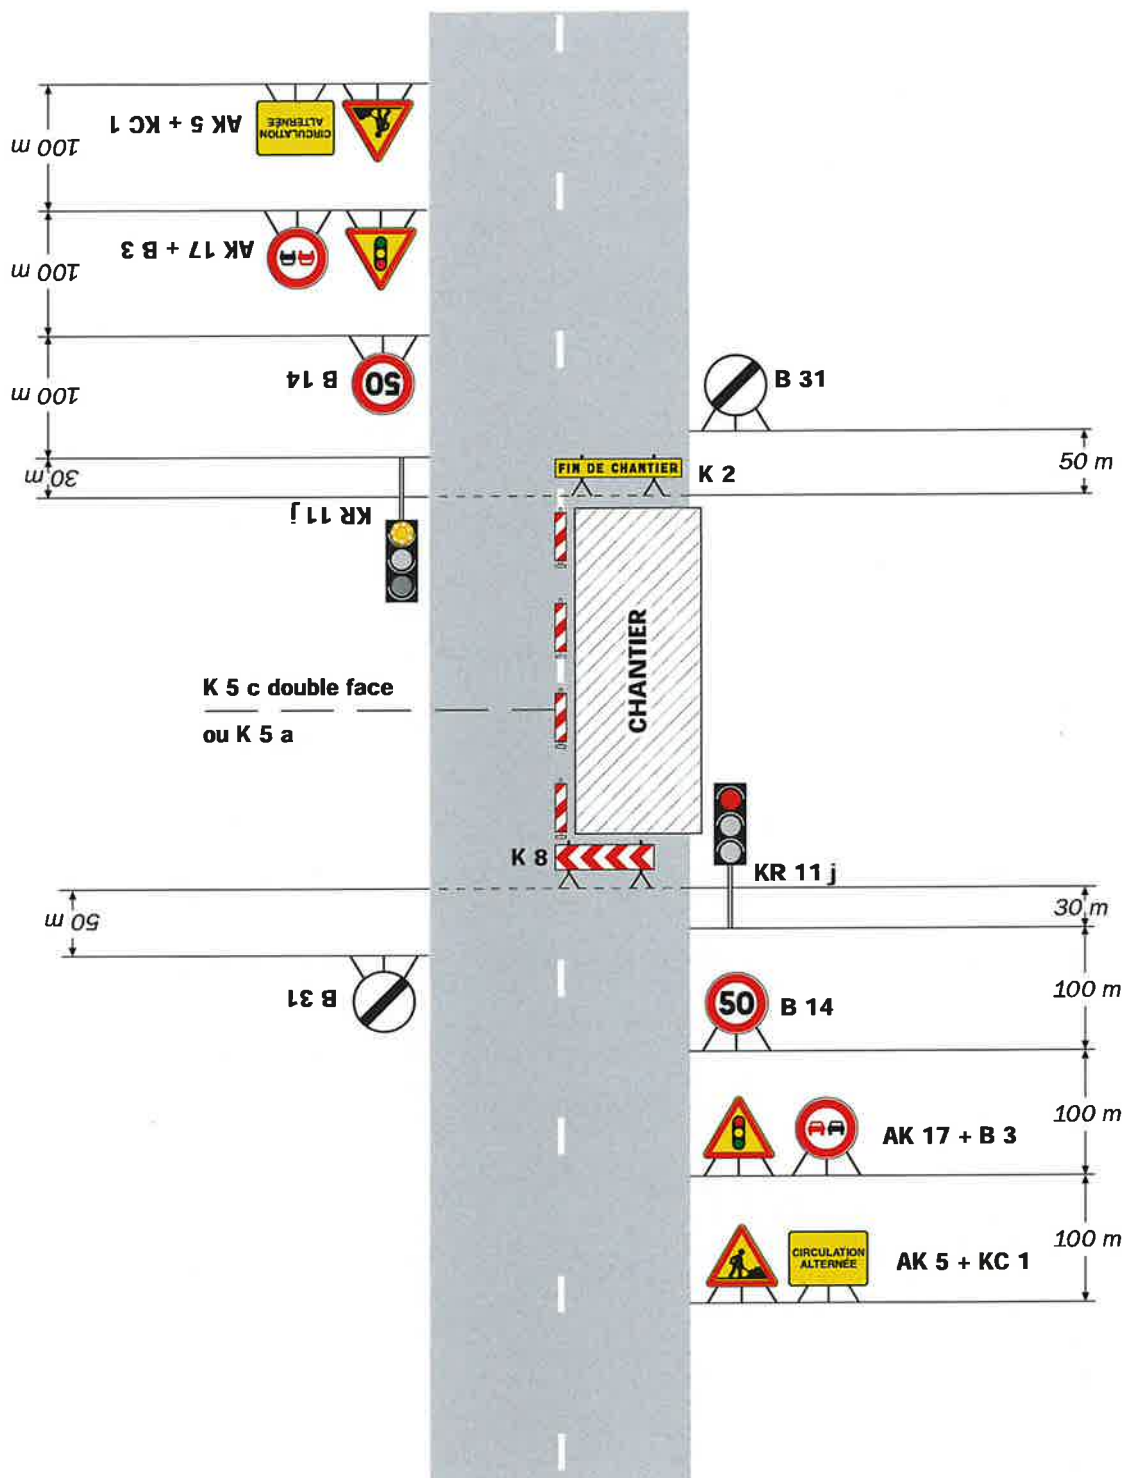 100 m
AK 5 + KC 1
CIRCULATION
ALTERNÉE
100 m
AK 17 + B 3
100 m
B 14
50
B 31
30 m
50 m
FIN DE CHANTIER
K 2
KR 11 j
CHANTIER
K 5 c double face
ou K 5 a
K 8
KR 11 j
50 m
30 m
B 31
50
B 14
100 m
AK 17 + B 3
100 m
CIRCULATION
ALTERNÉE
AK 5 + KC 1
100 m